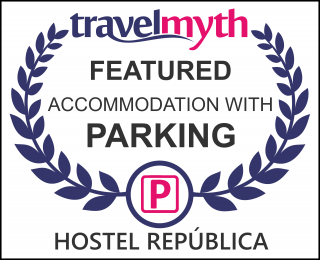 travelmyth
FEATURED
ACCOMMODATION WITH
PARKING
P
HOSTEL REPÚBLICA